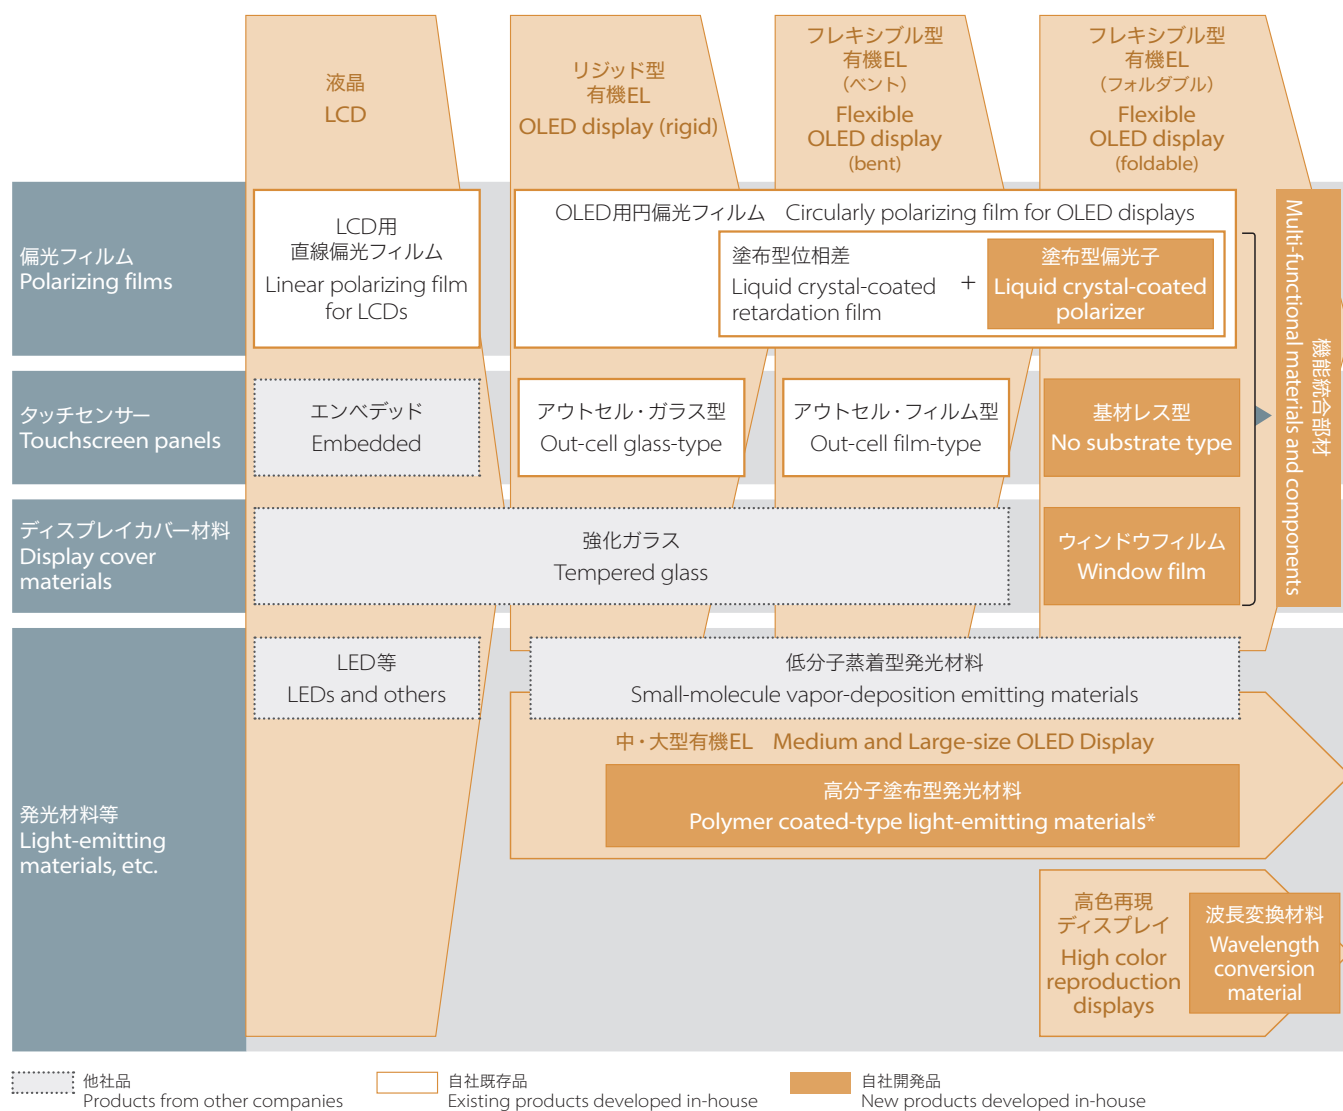 液晶
LCD
リジッド型
有機EL
OLED display (rigid)
フレキシブル型
有機EL
(ベント)
Flexible
OLED display
(bent)
フレキシブル型
有機EL
(フォルダブル)
Flexible
OLED display
(foldable)
偏光フィルム
Polarizing films
LCD用
直線偏光フィルム
Linear polarizing film
for LCDs
OLED用円偏光フィルム Circularly polarizing film for OLED displays
塗布型位相差
Liquid crystal-coated
retardation film
+
塗布型偏光子
Liquid crystal-coated
polarizer
機能統合部材
Multi-functional materials and components
タッチセンサー
Touchscreen panels
エンベデッド
Embedded
アウトセル・ガラス型
Out-cell glass-type
アウトセル・フィルム型
Out-cell film-type
基材レス型
No substrate type
ディスプレイカバー材料
Display cover
materials
強化ガラス
Tempered glass
ウィンドウフィルム
Window film
発光材料等
Light-emitting
materials, etc.
LED等
LEDs and others
低分子蒸着型発光材料
Small-molecule vapor-deposition emitting materials
中・大型有機EL Medium and Large-size OLED Display
高分子塗布型発光材料
Polymer coated-type light-emitting materials*
高色再現
ディスプレイ
High color
reproduction
displays
波長変換材料
Wavelength
conversion
material
他社品
Products from other companies
自社既存品
Existing products developed in-house
自社開発品
New products developed in-house